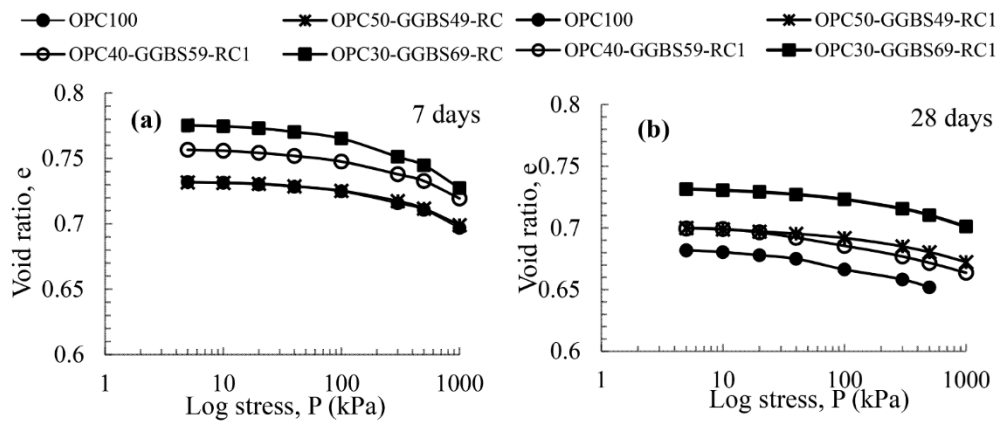 OPC100
OPC50-GGBS49-RC
OPC100
OPC50-GGBS49-RC1
OPC40-GGBS59-RC1
OPC30-GGBS69-RC
OPC40-GGBS59-RC1
OPC30-GGBS69-RC1
0.8
0.75
0.7
0.65
0.6
Void ratio, e
(a)
7 days
1
10
100
1000
Log stress, P (kPa)
0.8
0.75
0.7
0.65
0.6
Void ratio, e
(b)
28 days
1
10
100
1000
Log stress, P (kPa)